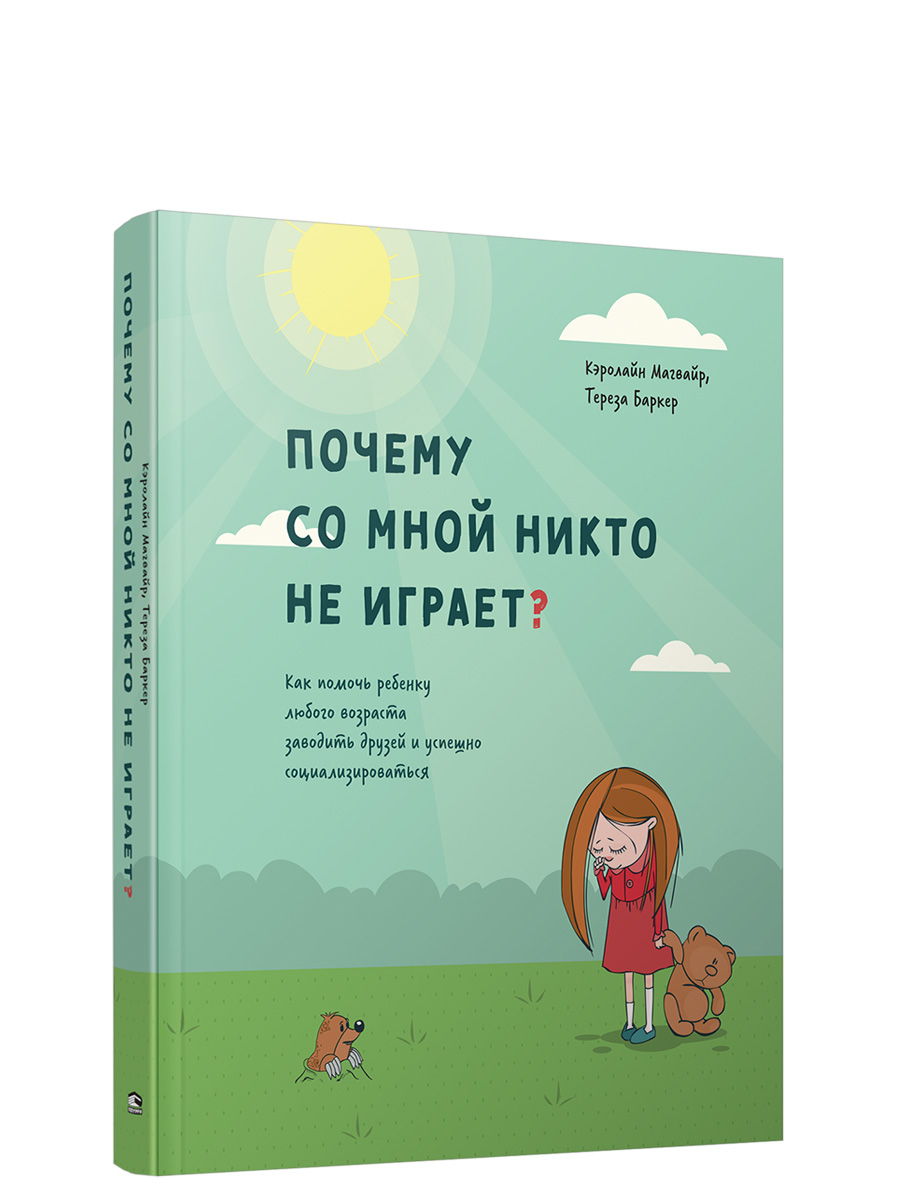 ПОЧЕМУ СО МНОЙ НИКТО НЕ ИГРАЕТ?
Кэролайн Магвайр, Тереза Баркер
Кэролайн Магвайр,
Тереза Баркер
ПОЧЕМУ
СО МНОЙ НИКТО
НЕ ИГРАЕТ?
Как помочь ребенку
любого возраста
заводить друзей и успешно
социализироваться